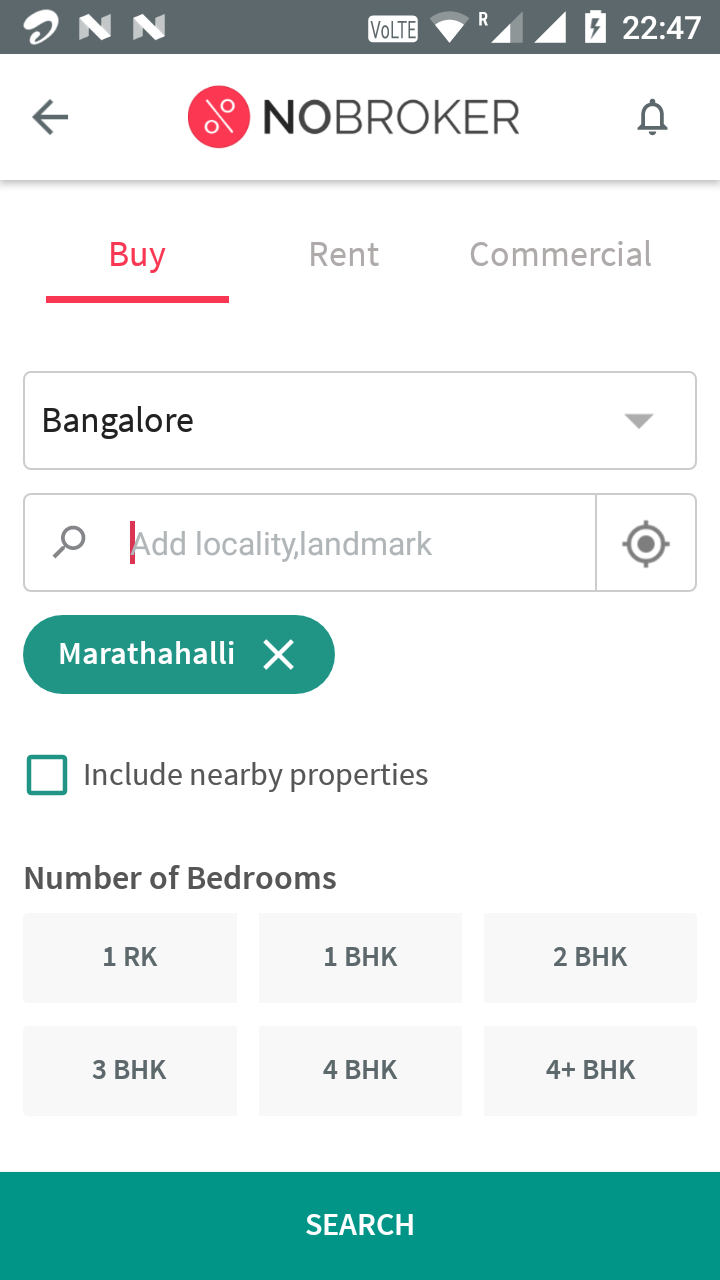 VoLTE R 22:47
NOBROKER
Buy Rent Commercial
Bangalore
Add locality,landmark
Marathahalli
Include nearby properties
Number of Bedrooms
1 RK 1 BHK 2 BHK
3 BHK 4 BHK 4+ BHK
SEARCH